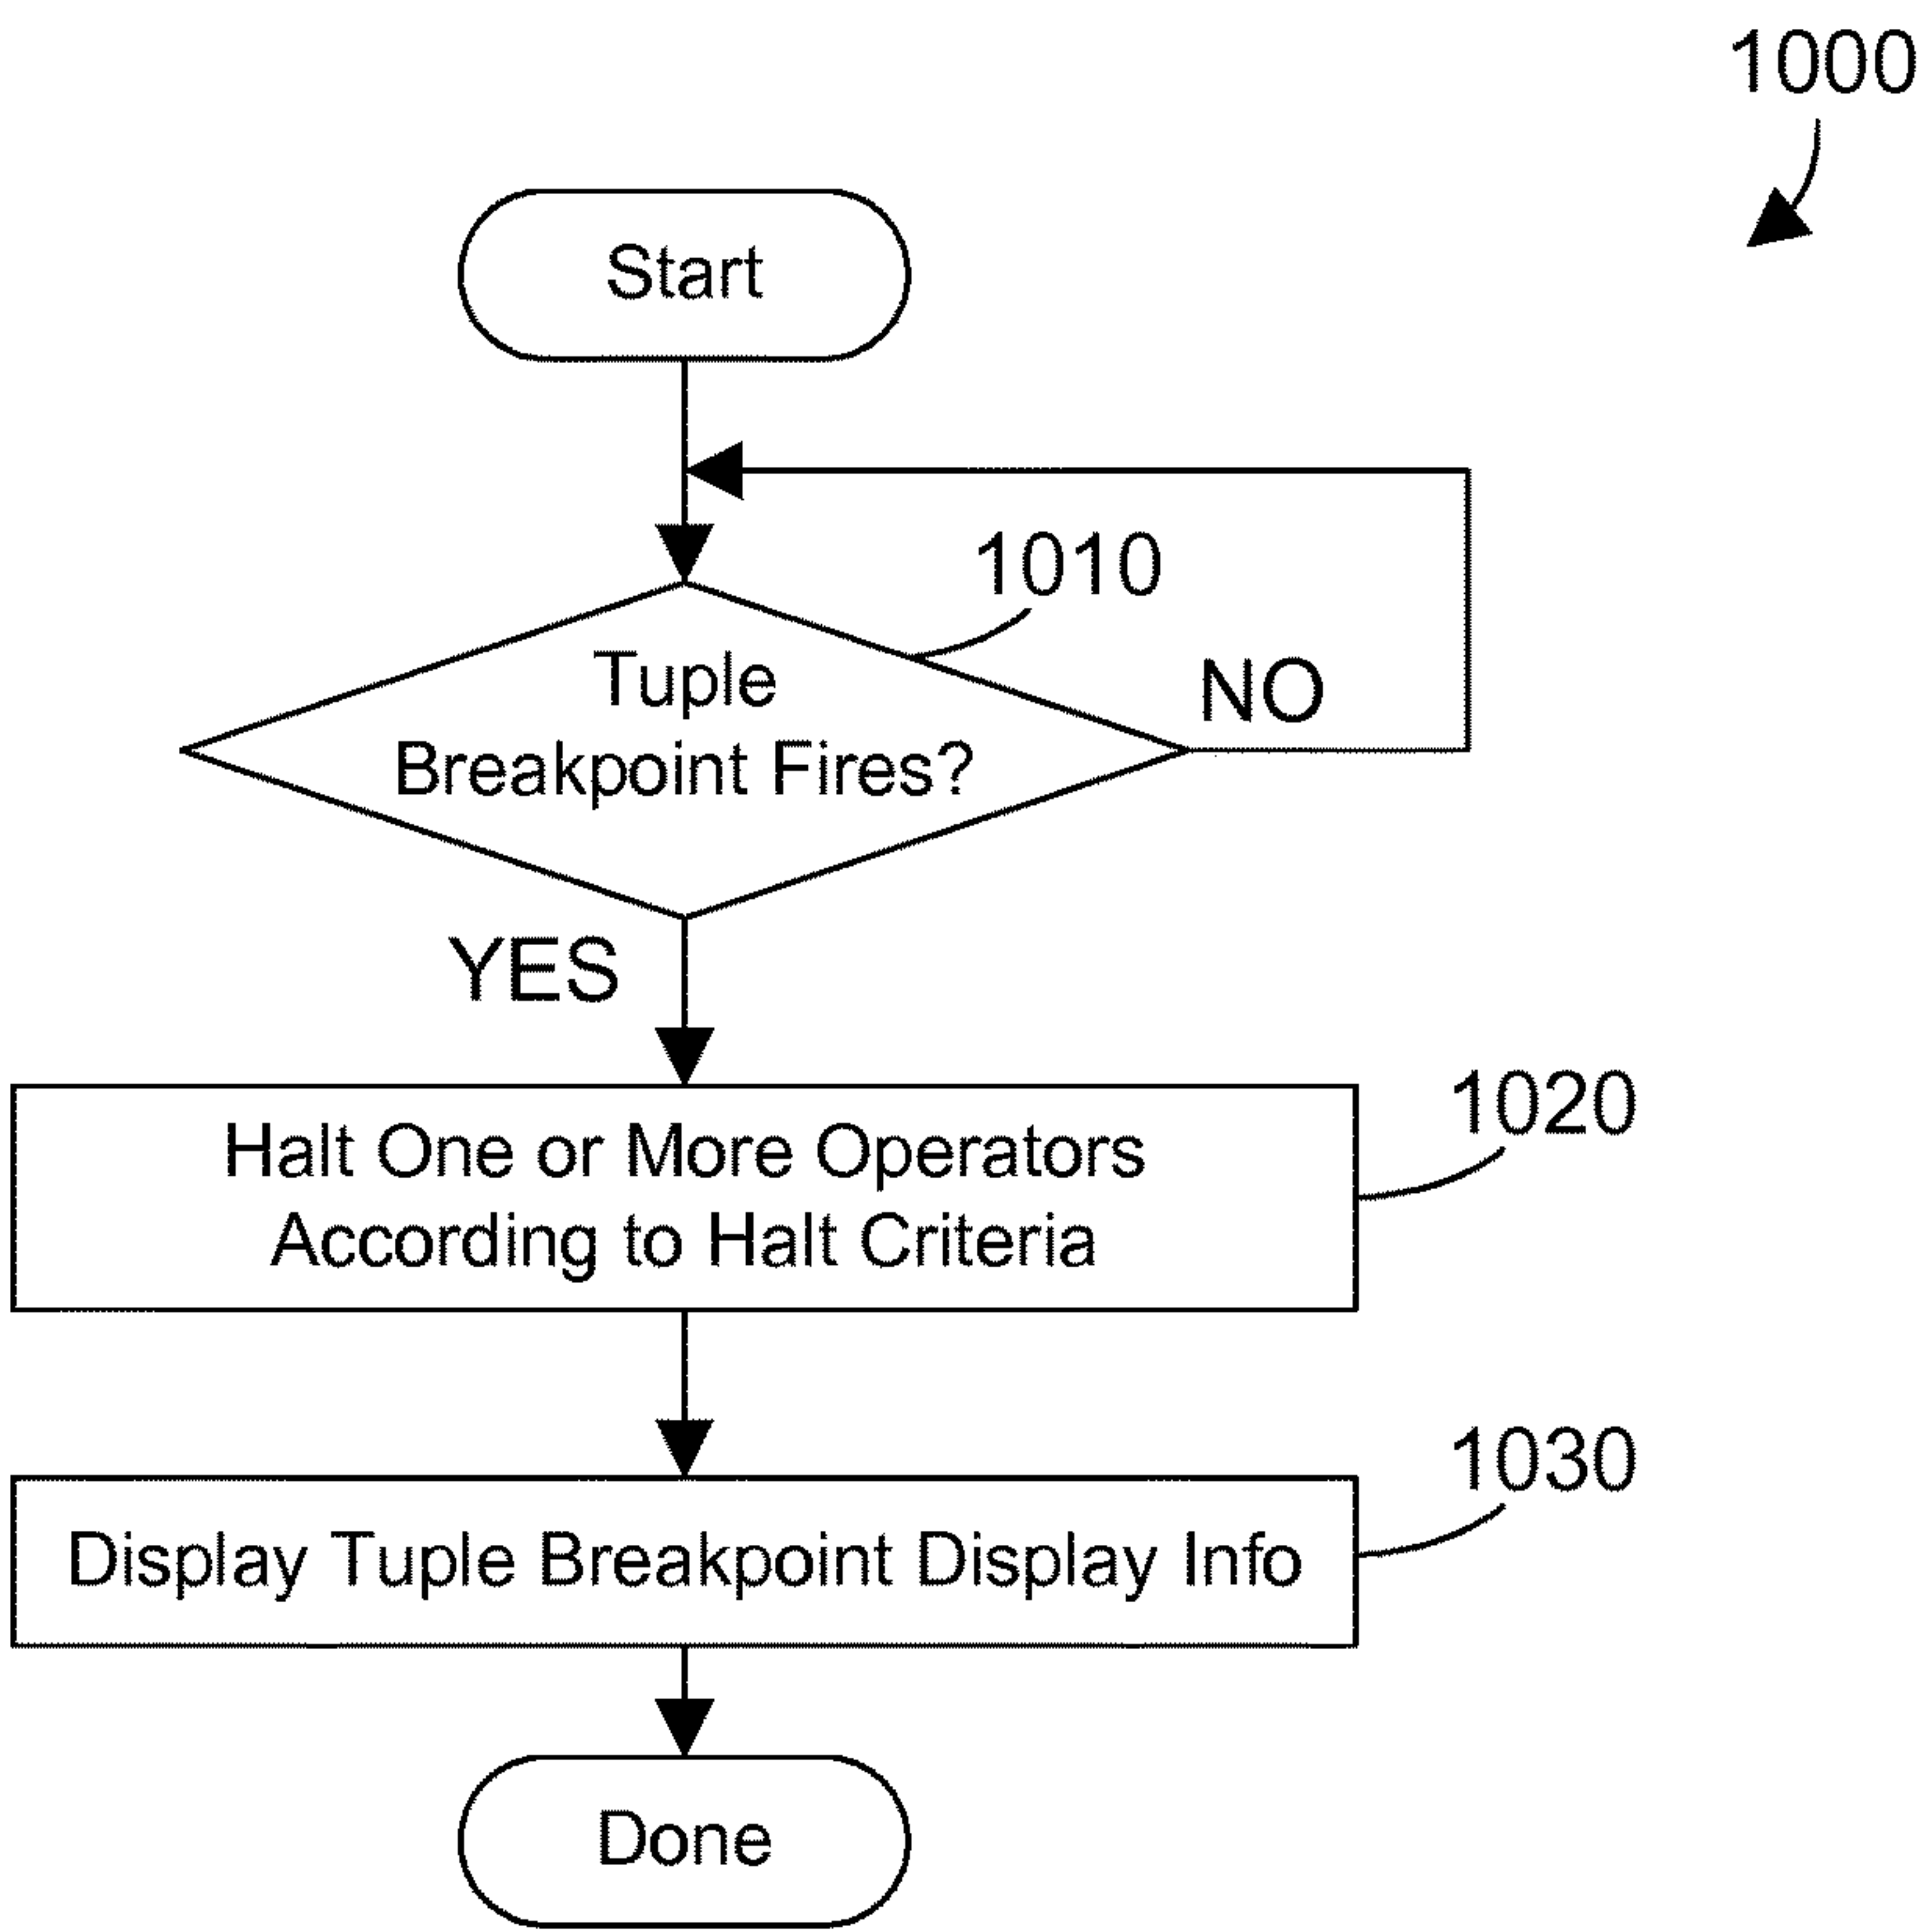 1000
Start
1010
Tuple
Breakpoint Fires?
NO
YES
1020
Halt One or More Operators
According to Halt Criteria
1030
Display Tuple Breakpoint Display Info
Done